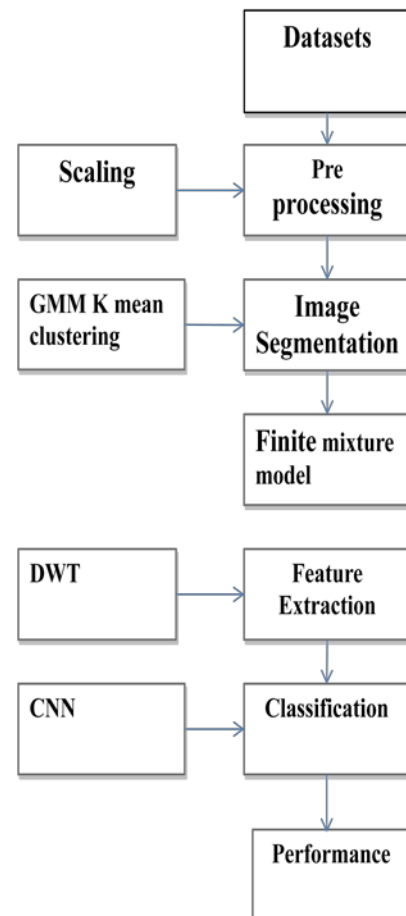 Datasets
Scaling
Pre
processing
GMM K mean
clustering
Image
Segmentation
Finite mixture
model
DWT
Feature
Extraction
CNN
Classification
Performance